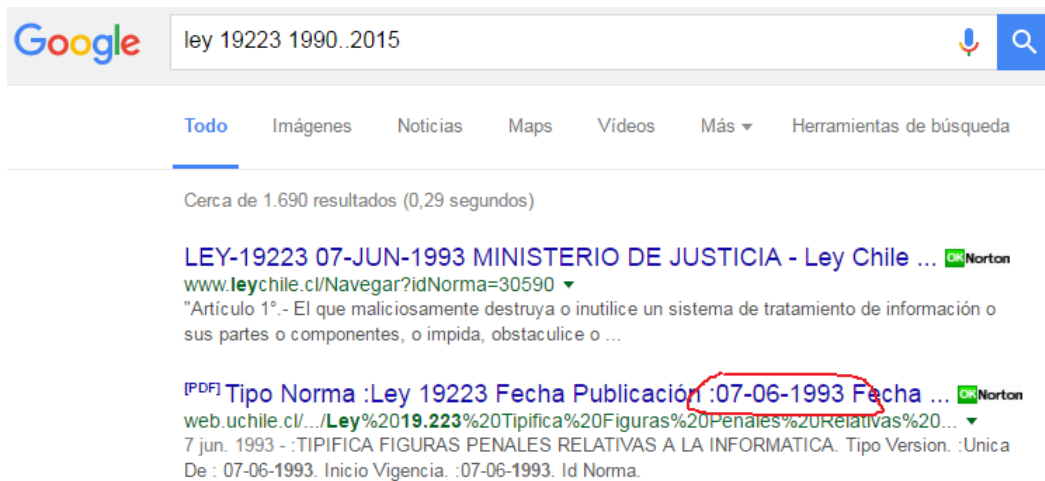 Google
ley 19223 1990..2015
Todo Imágenes Noticias Maps Vídeos Más Herramientas de búsqueda
Cerca de 1.690 resultados (0,29 segundos)
LEY-19223 07-JUN-1993 MINISTERIO DE JUSTICIA - Ley Chile ... OK Norton
www.leychile.cl/Navegar?idNorma=30590
"Artículo 1°.- El que maliciosamente destruya o inutilice un sistema de tratamiento de información o
sus partes o componentes, o impida, obstaculice o ...
[PDF] Tipo Norma :Ley 19223 Fecha Publicación :07-06-1993 Fecha ... OK Norton
web.uchile.cl/.../Ley%2019.223%20Tipifica%20Figuras%20Penales%20Relativas%20...
7 jun. 1993 - :TIPIFICA FIGURAS PENALES RELATIVAS A LA INFORMATICA. Tipo Version. :Unica
De : 07-06-1993. Inicio Vigencia. :07-06-1993. Id Norma.